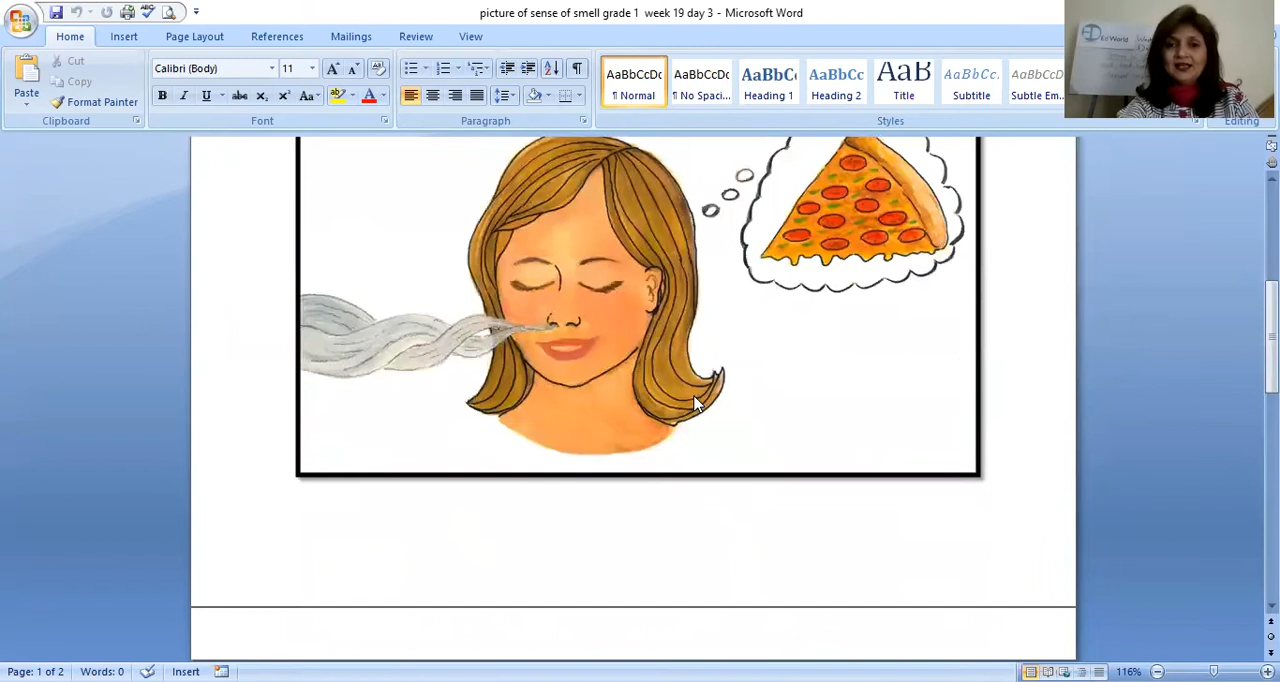 picture of sense of smell grade 1 week 19 day 3 - Microsoft Word
Home Insert Page Layout References Mailings Review View
Paste
Cut
Copy
Format Painter
Clipboard
Calibri (Body) 11
Font
Paragraph
AaBbCcDc AaBbCcDc AaBbCc AaBbCc AaB AaBbCc. AaBbCcDc
¶ Normal ¶ No Spaci... Heading 1 Heading 2 Title Subtitle Subtle Em...
Styles
Editing
Page: 1 of 2 Words: 0 Insert 116%